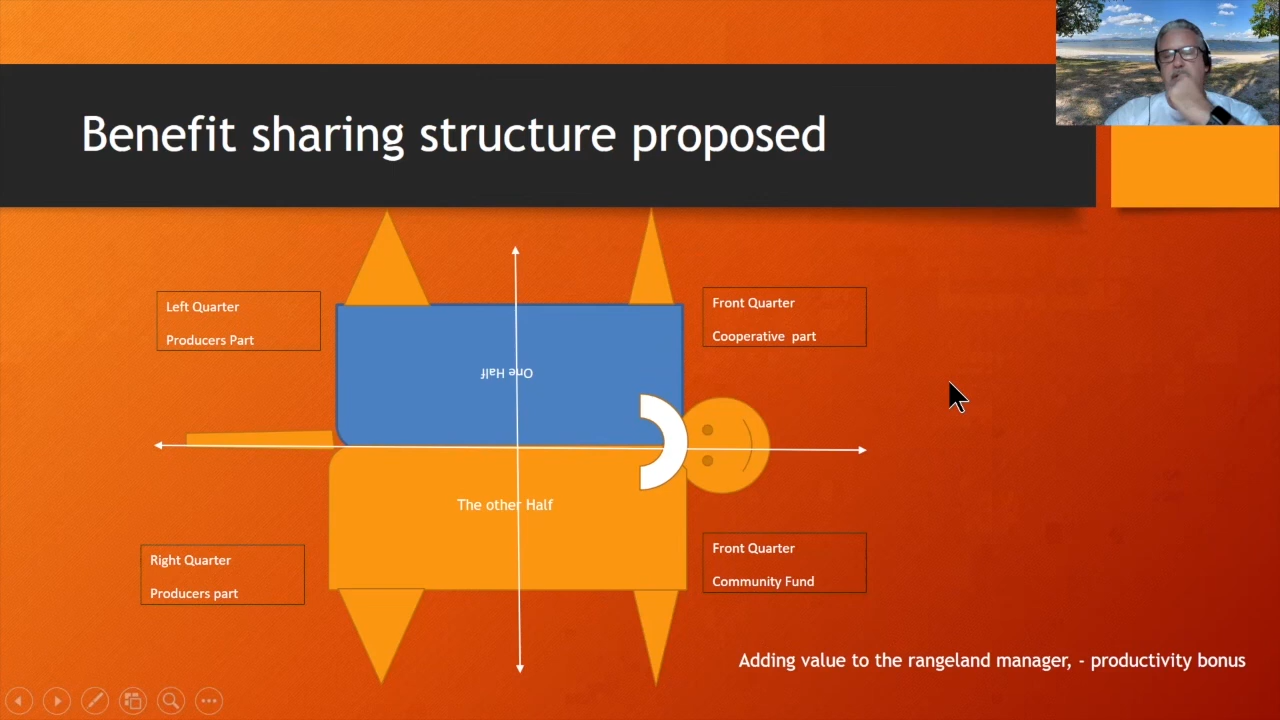 Benefit sharing structure proposed
Left Quarter
Producers Part
Front Quarter
Cooperative part
One Half
The other Half
Right Quarter
Producers part
Front Quarter
Community Fund
Adding value to the rangeland manager, - productivity bonus